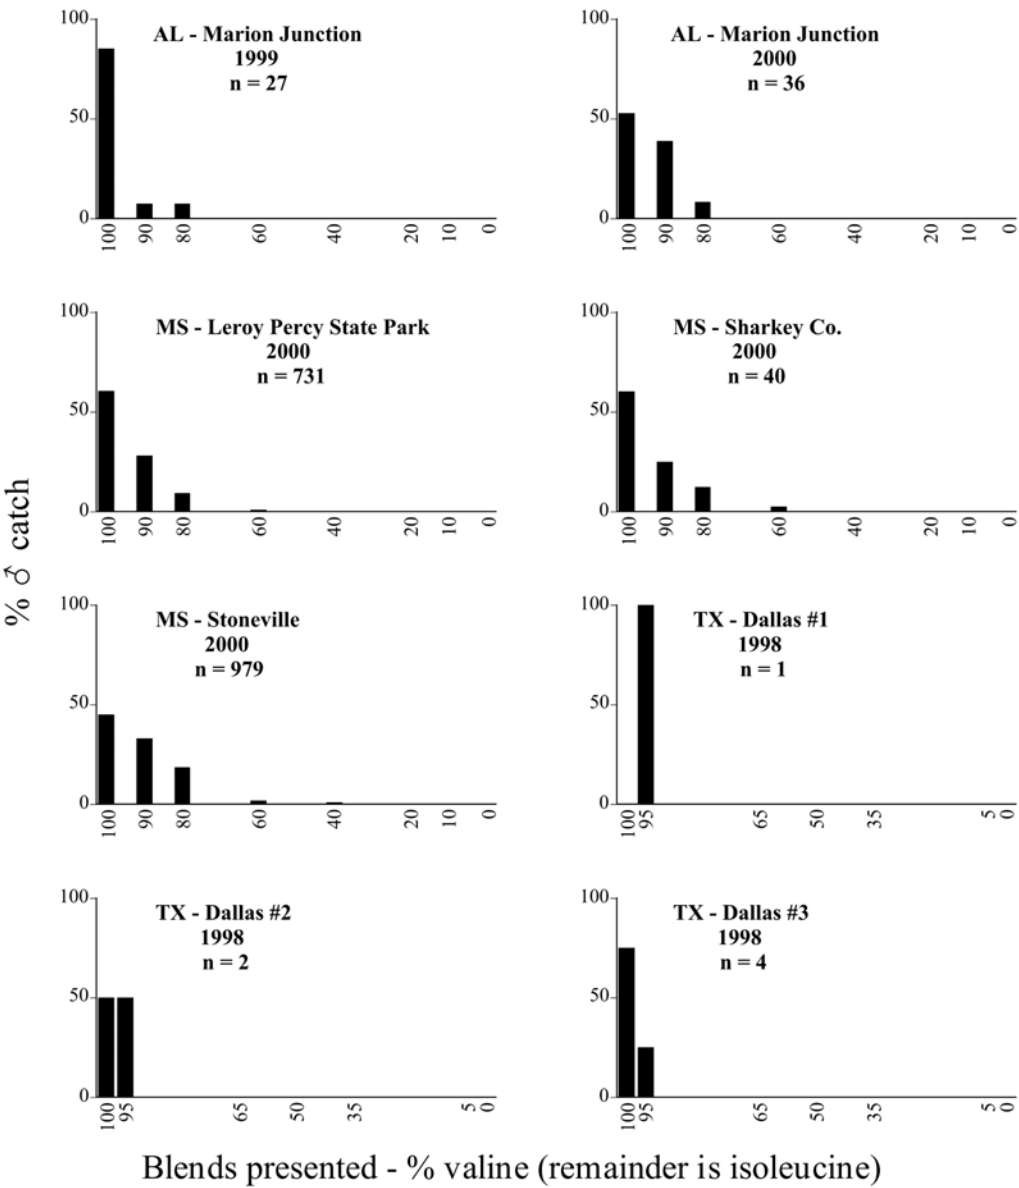 AL - Marion Junction
1999
n = 27
100
50
0
100 90 80 60 40 20 10 0
AL - Marion Junction
2000
n = 36
100
50
0
100 90 80 60 40 20 10 0
MS - Leroy Percy State Park
2000
n = 731
100
50
0
100 90 80 60 40 20 10 0
MS - Sharkey Co.
2000
n = 40
100
50
0
100 90 80 60 40 20 10 0
% ♂ catch
MS - Stoneville
2000
n = 979
100
50
0
100 90 80 60 40 20 10 0
TX - Dallas #1
1998
n = 1
100
50
0
100 95 65 50 35 5 0
TX - Dallas #2
1998
n = 2
100
50
0
100 95 65 50 35 5 0
TX - Dallas #3
1998
n = 4
100
50
0
100 95 65 50 35 5 0
Blends presented - % valine (remainder is isoleucine)